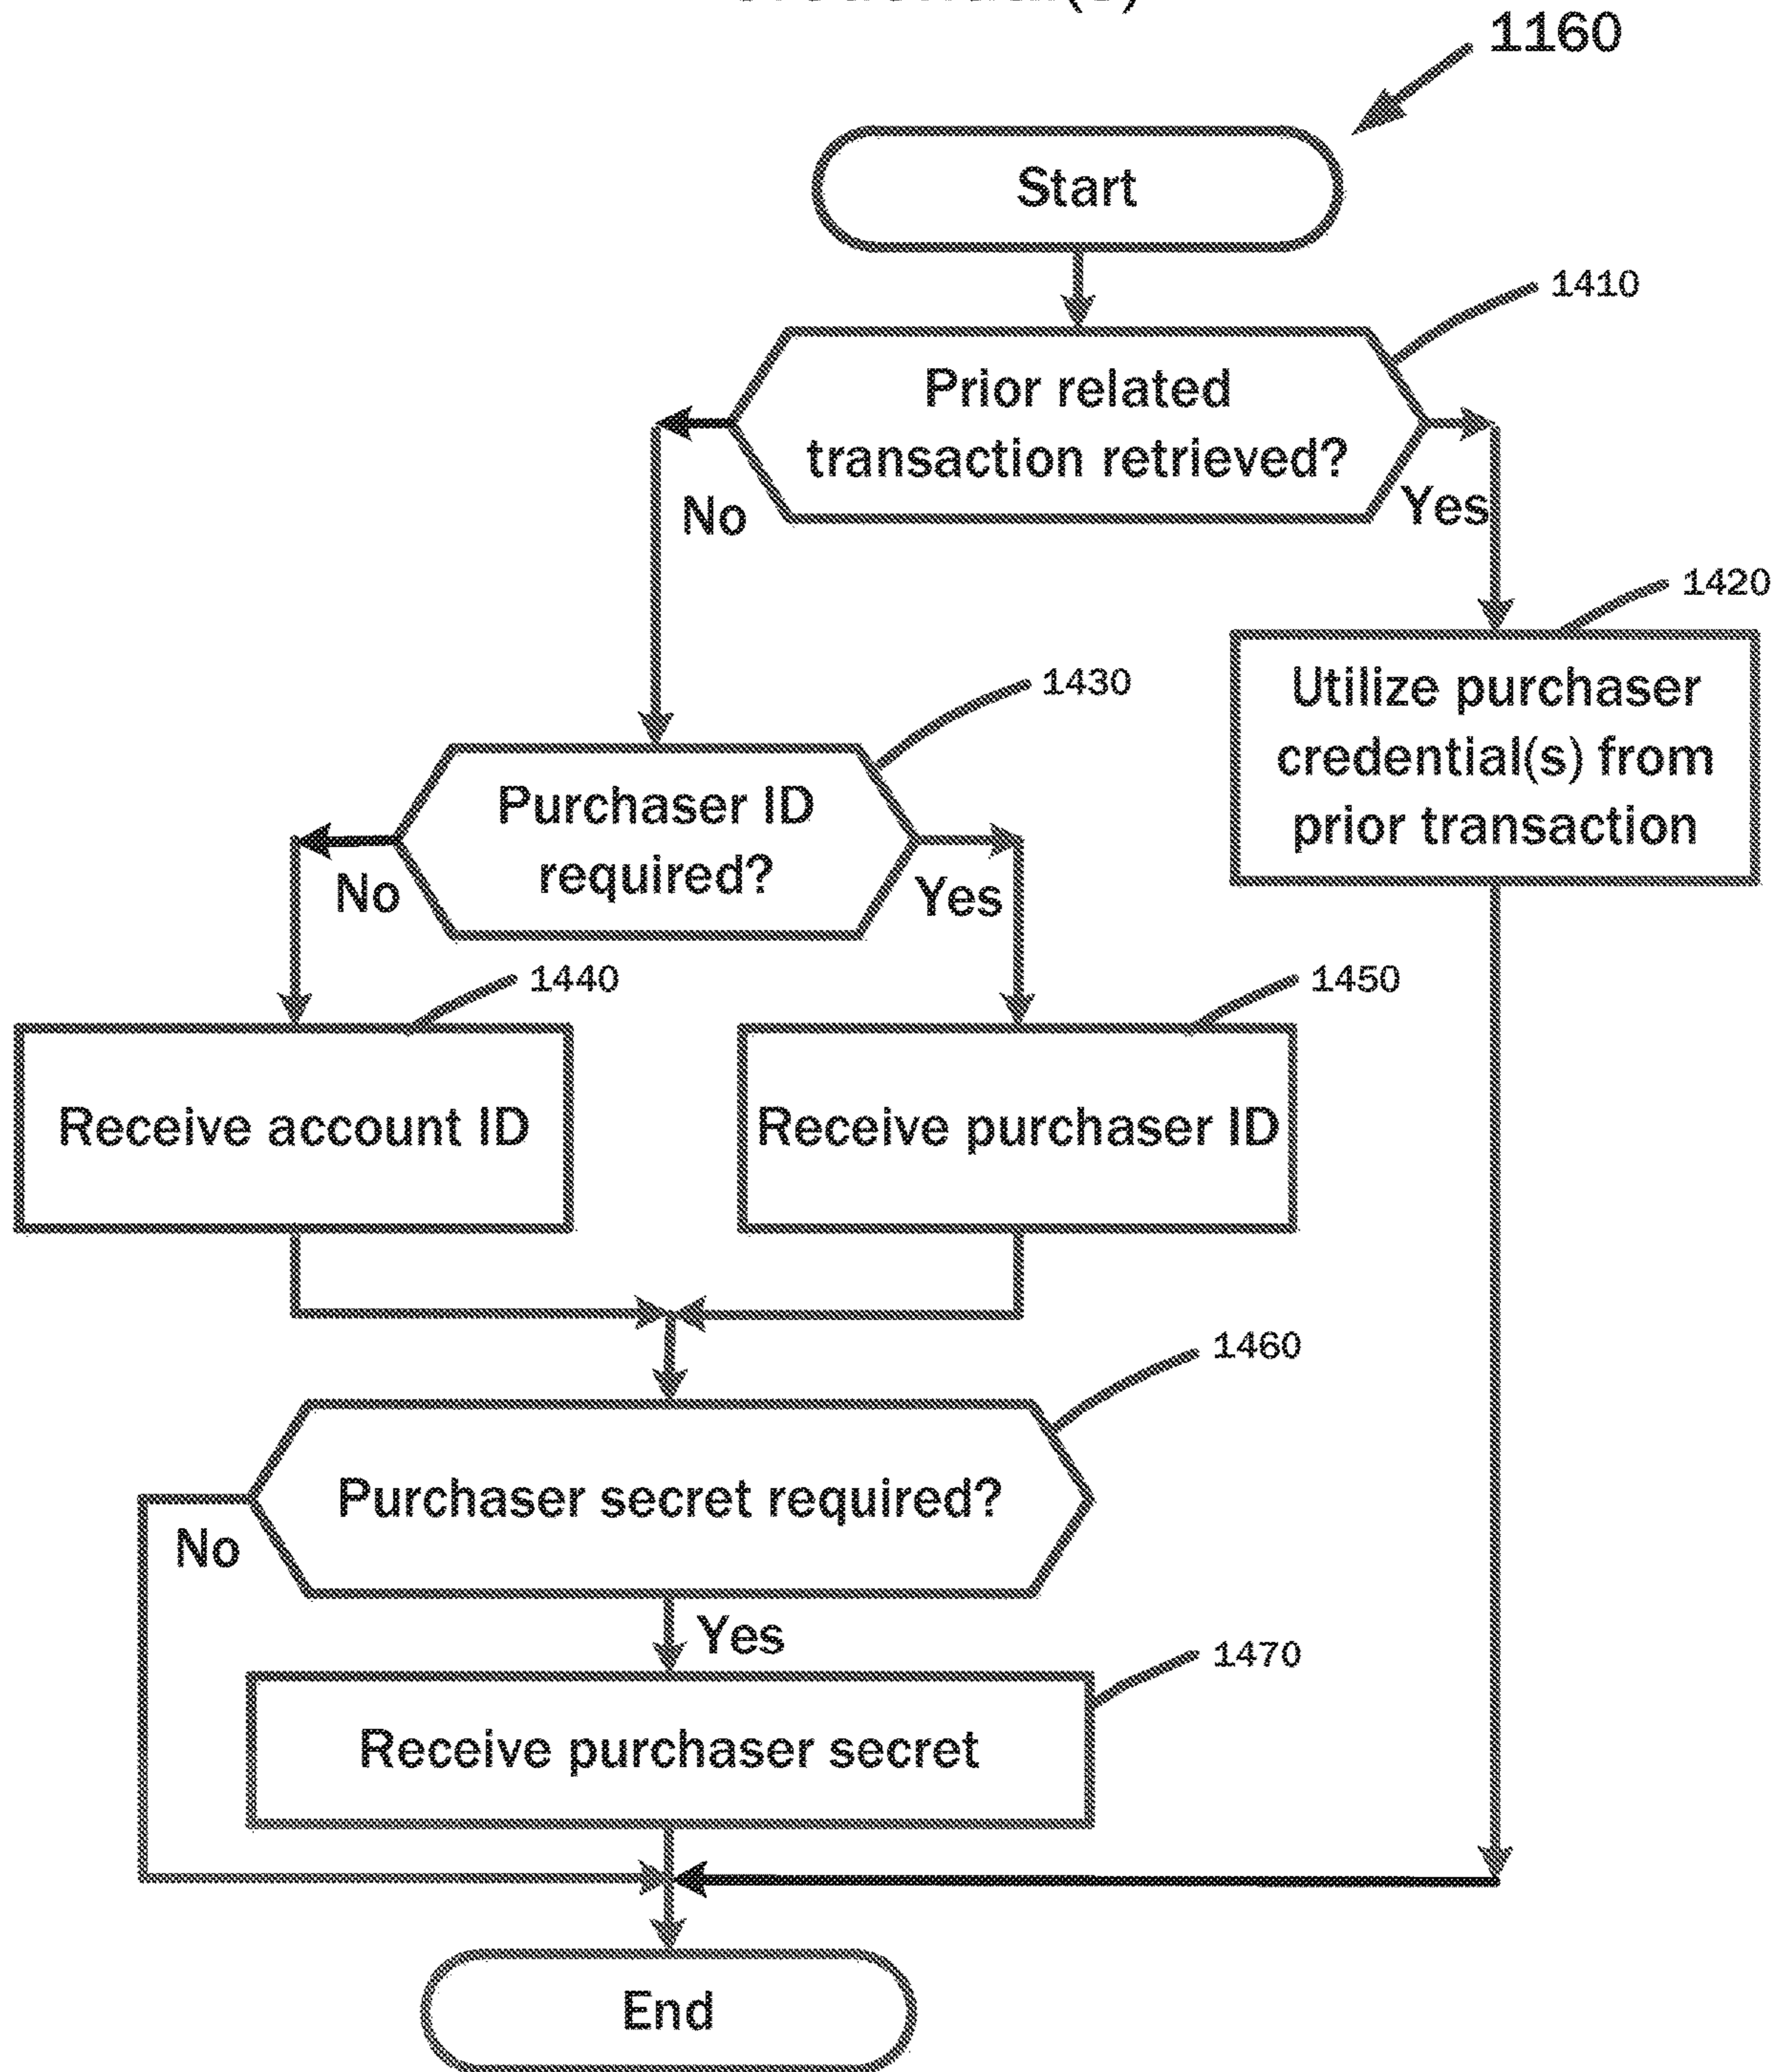 1160
Start
1410
Prior related
transaction retrieved?
No
Yes
1420
Utilize purchaser
credential(s) from
prior transaction
1430
Purchaser ID
required?
No
Yes
1440
1450
Receive account ID
Receive purchaser ID
1460
Purchaser secret required?
No
Yes
1470
Receive purchaser secret
End